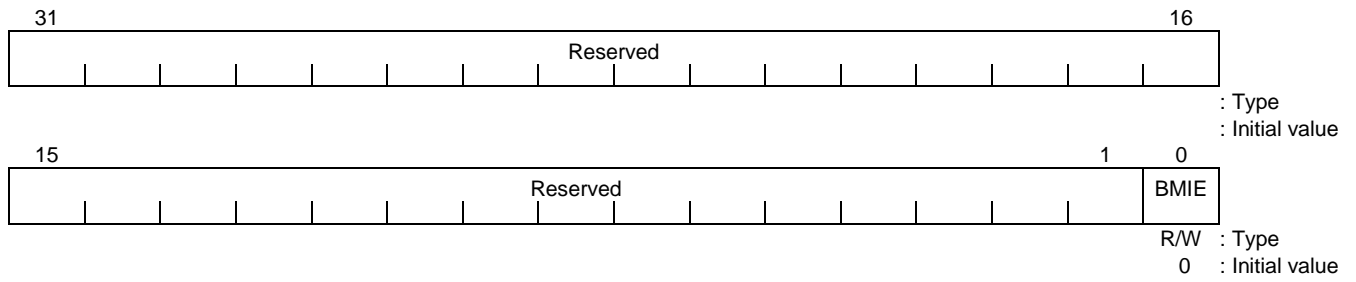 31 16
Reserved
: Type
: Initial value
15 1 0
Reserved BMIE
R/W : Type
0 : Initial value